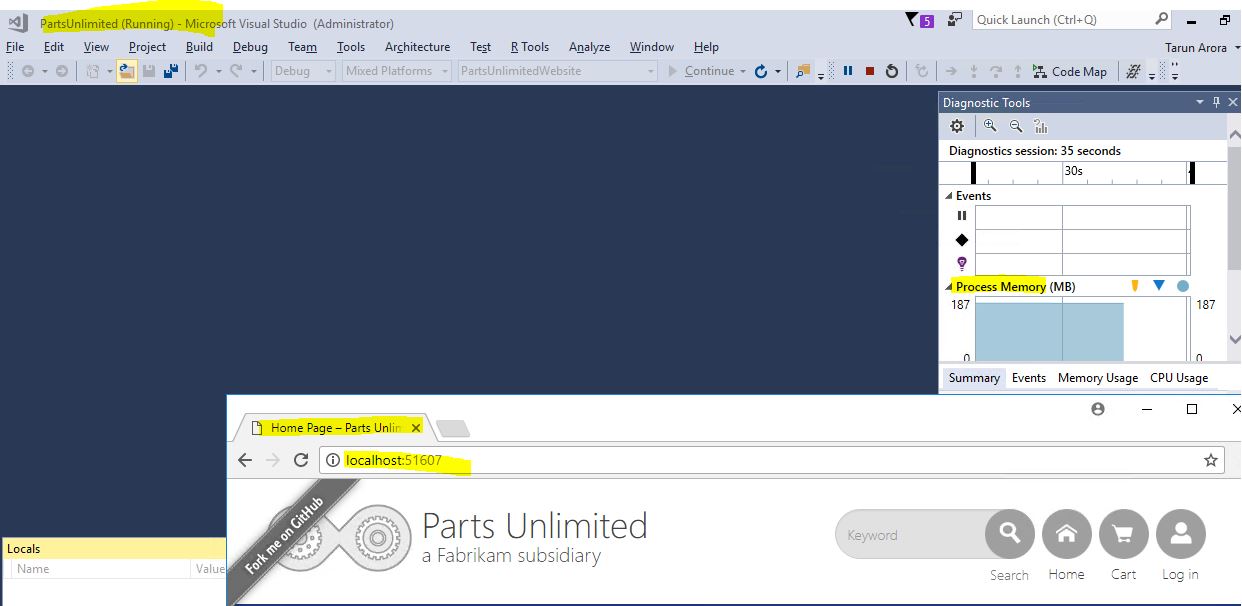 PartsUnlimited (Running) - Microsoft Visual Studio (Administrator)
5
Quick Launch (Ctrl+Q)
File Edit View Project Build Debug Team Tools Architecture Test R Tools Analyze Window Help
Tarun Arora
Debug Mixed Platforms PartsUnlimitedWebsite Continue Code Map
Diagnostic Tools
Diagnostics session: 35 seconds
30s
Events
Process Memory (MB)
187 187
0 0
Summary Events Memory Usage CPU Usage
Home Page – Parts Unlim
localhost:51607
Fork me on GitHub
Parts Unlimited
a Fabrikam subsidiary
Keyword
Search Home Cart Log in
Locals
Name Value